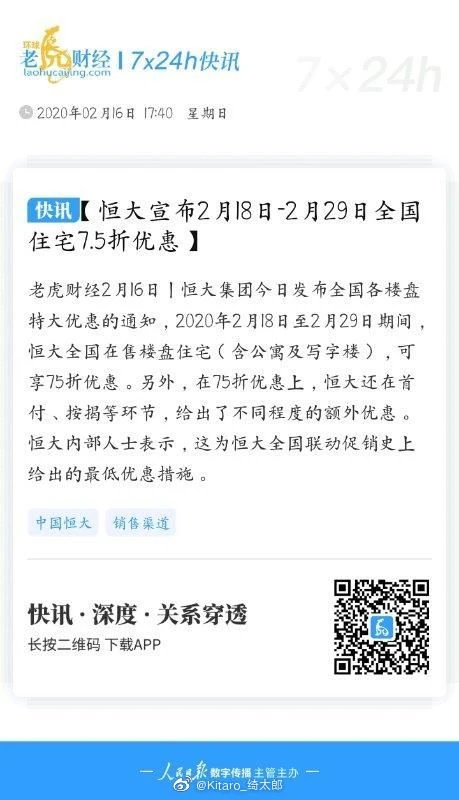 环球
老虎财经 | 7x24h快讯
laohucaijing.com
7×24h
2020年02月16日 17:40 星期日
快讯【恒大宣布2月18日-2月29日全国
住宅7.5折优惠】
老虎财经2月16日丨恒大集团今日发布全国各楼盘
特大优惠的通知，2020年2月18日至2月29日期间，
恒大全国在售楼盘住宅（含公寓及写字楼），可
享75折优惠。另外，在75折优惠上，恒大还在首
付、按揭等环节，给出了不同程度的额外优惠。
恒大内部人士表示，这为恒大全国联动促销史上
给出的最低优惠措施。
中国恒大 销售渠道
快讯·深度·关系穿透
长按二维码 下载APP
人民日报 数字传播 主管主办
@Kitaro_绮太郎